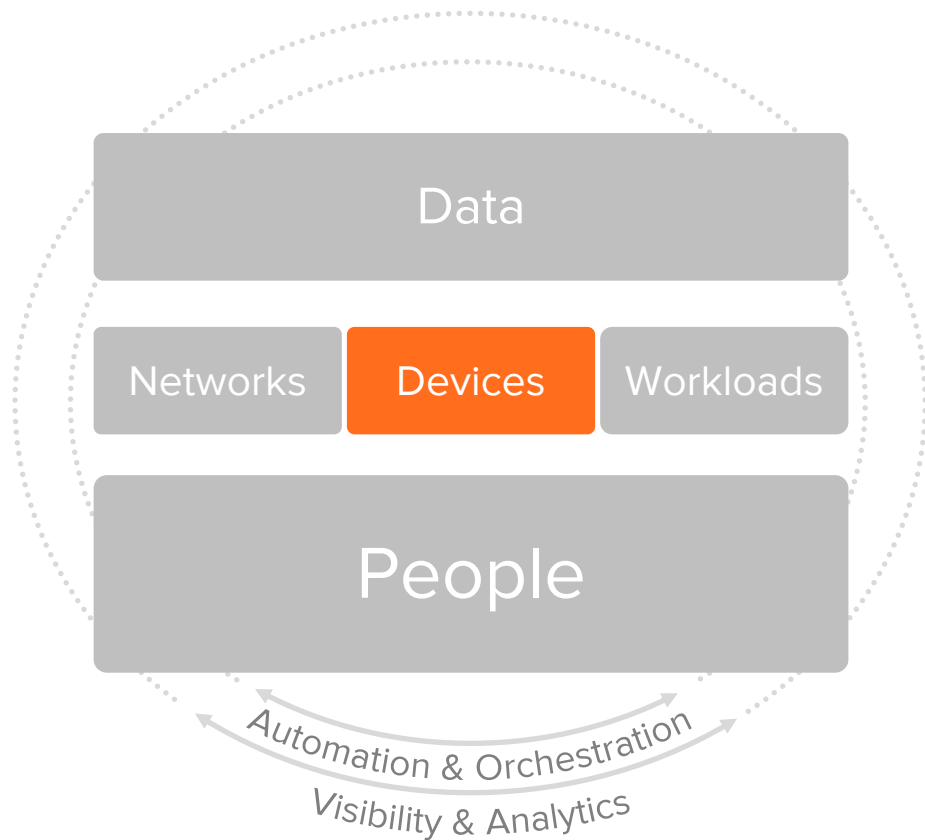 Data
Networks
Devices
Workloads
People
Automation & Orchestration
Visibility & Analytics